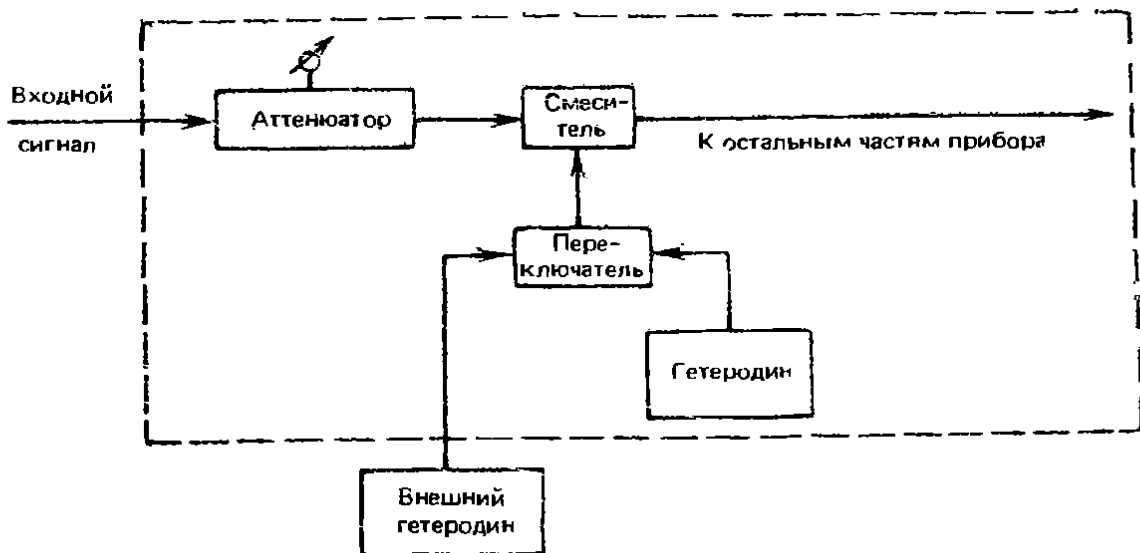 Входной
сигнал
Аттенюатор
Смеси-
тель
К остальным частям прибора
Пере-
ключатель
Гетеродин
Внешний
гетеродин